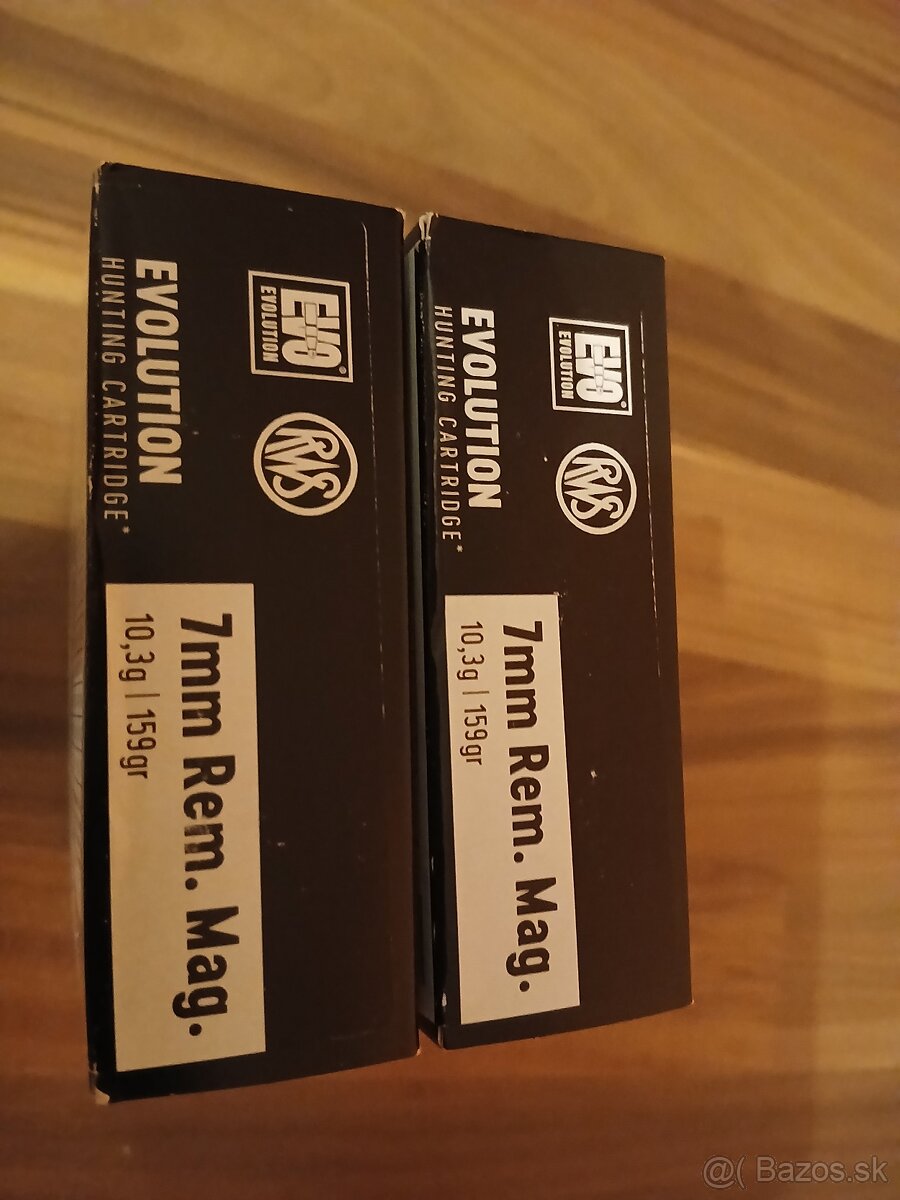 EVO®
EVOLUTION
RWS
EVOLUTION
HUNTING CARTRIDGE*
7mm Rem. Mag.
10,3g | 159gr
EVO®
EVOLUTION
RWS
EVOLUTION
HUNTING CARTRIDGE*
7mm Rem. Mag.
10,3g | 159gr
@( Bazos.sk